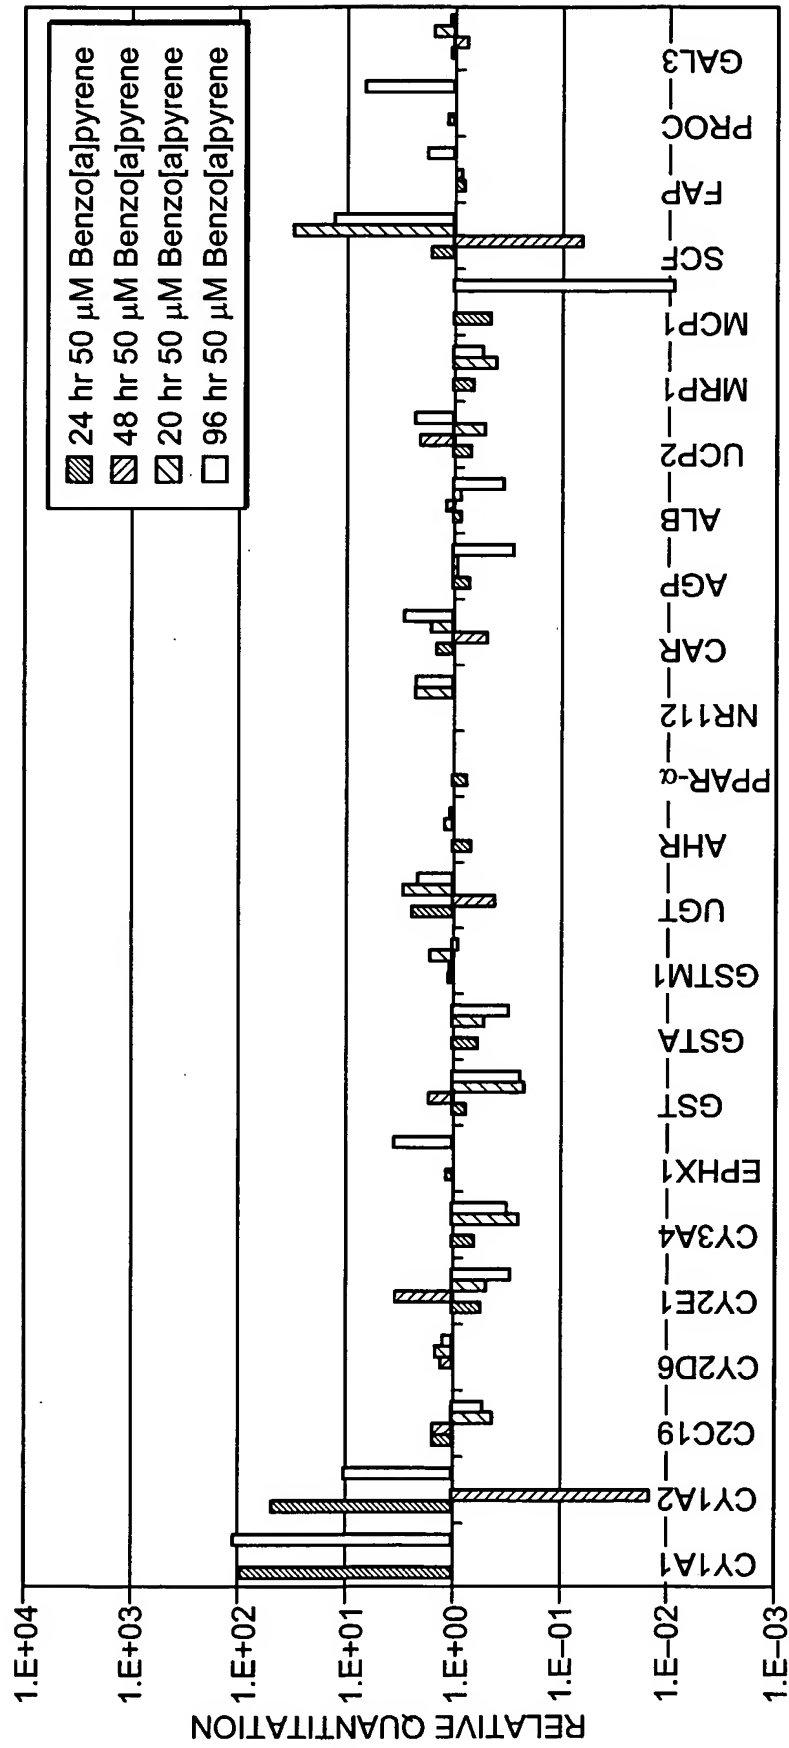 24 hr 50 µM Benzo[a]pyrene
48 hr 50 µM Benzo[a]pyrene
20 hr 50 µM Benzo[a]pyrene
96 hr 50 µM Benzo[a]pyrene
RELATIVE QUANTITATION
1.E+04
1.E+03
1.E+02
1.E+01
1.E+00
1.E–01
1.E–02
1.E–03
CY1A1
CY1A2
C2C19
CY2D6
CY2E1
CY3A4
EPHX1
GST
GSTA
GSTM1
UGT
AHR
PPAR-α
NR112
CAR
AGP
ALB
UCP2
MRP1
MCP1
SCF
FAP
PROC
GAL3